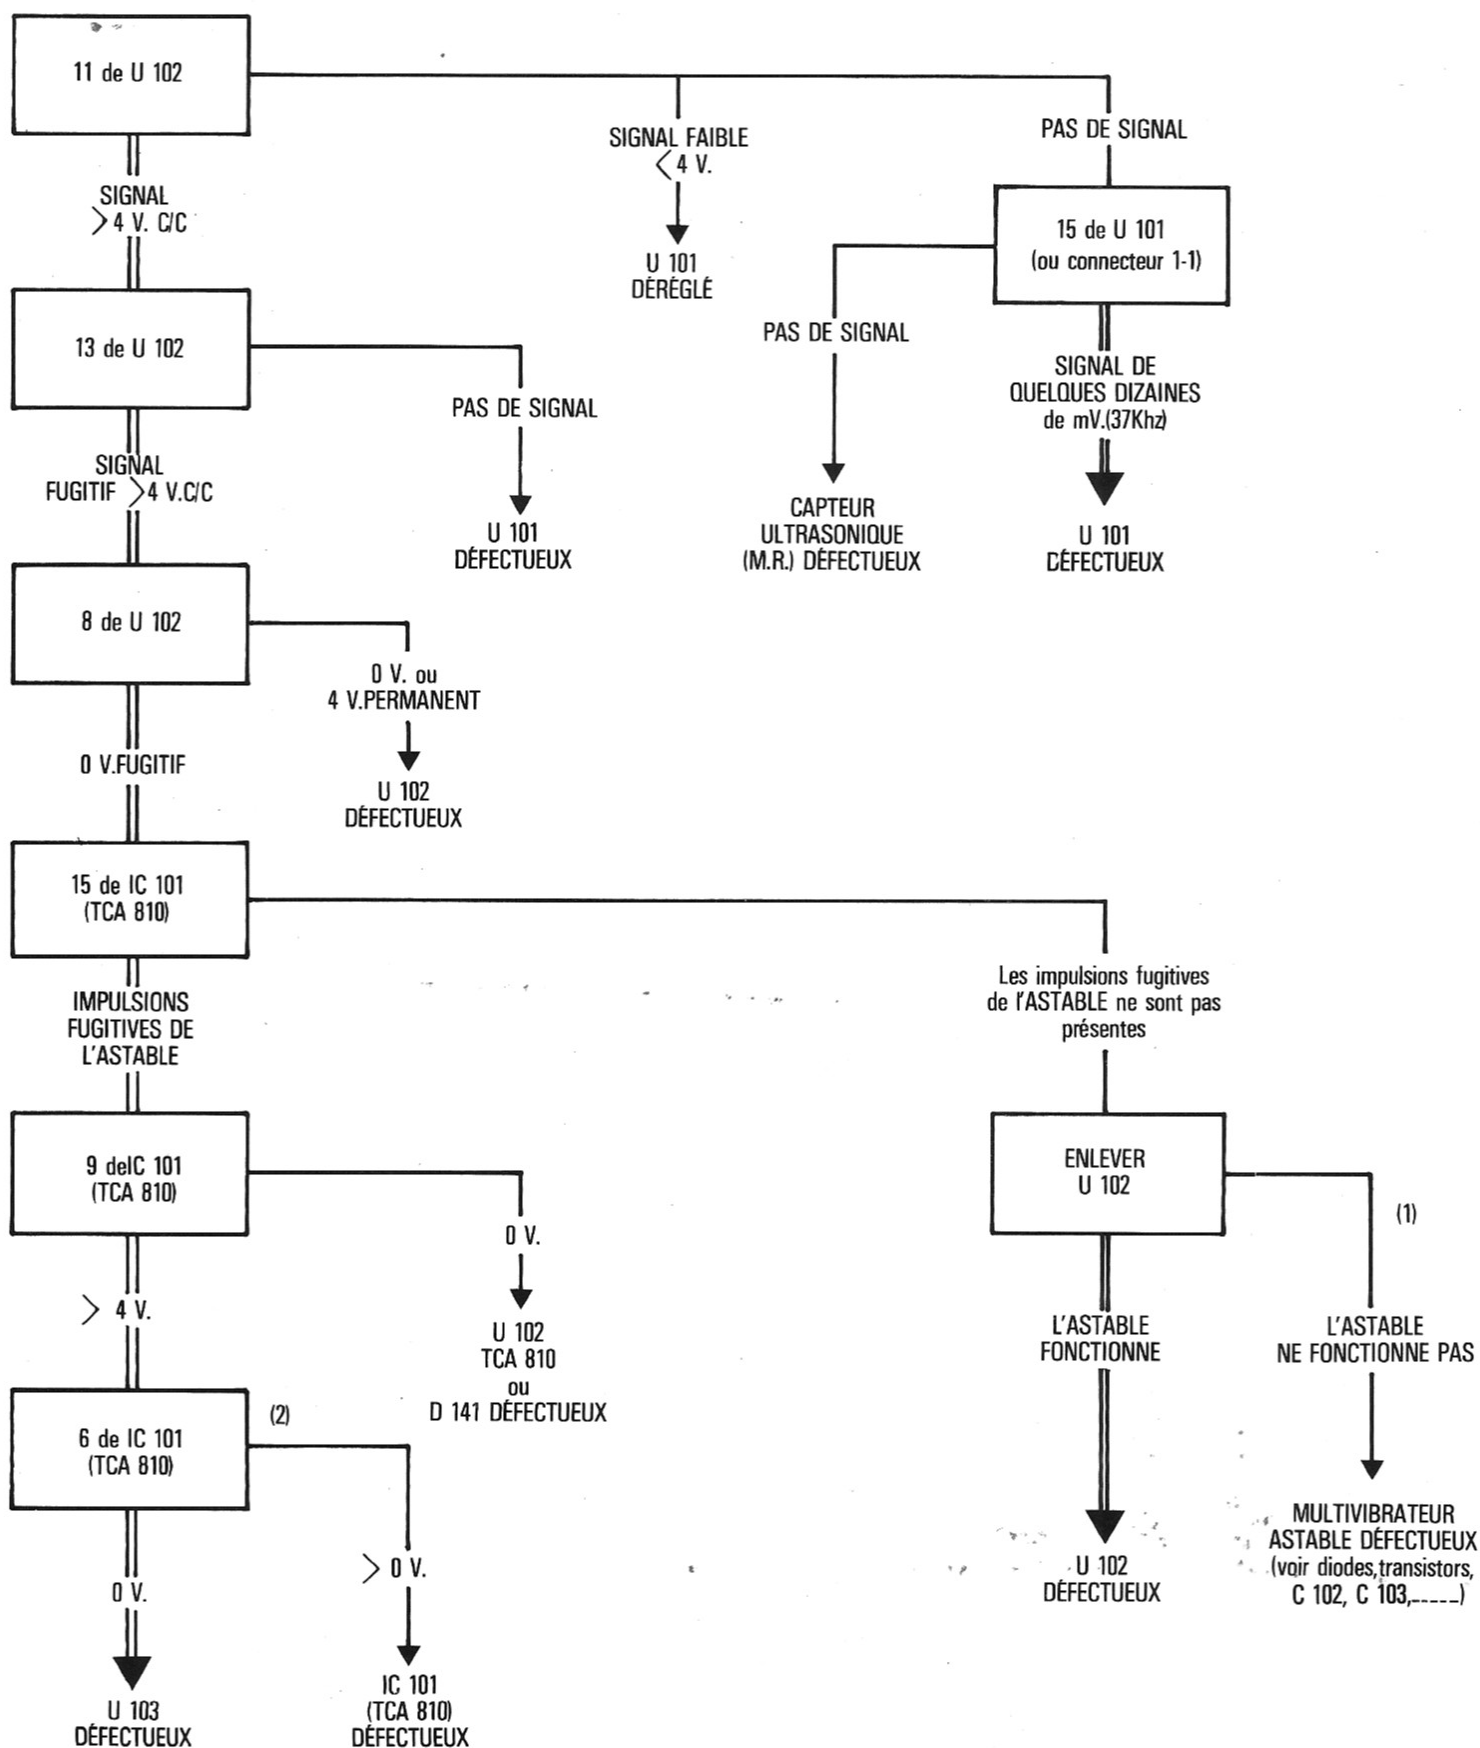 11 de U 102
SIGNAL FAIBLE
< 4 V.
PAS DE SIGNAL
SIGNAL
> 4 V. C/C
U 101
DÉRÉGLÉ
15 de U 101
(ou connecteur 1-1)
13 de U 102
PAS DE SIGNAL
PAS DE SIGNAL
SIGNAL DE
QUELQUES DIZAINES
de mV.(37Khz)
SIGNAL
FUGITIF > 4 V.C/C
U 101
DÉFECTUEUX
CAPTEUR
ULTRASONIQUE
(M.R.) DÉFECTUEUX
U 101
DÉFECTUEUX
8 de U 102
0 V. ou
4 V.PERMANENT
0 V.FUGITIF
U 102
DÉFECTUEUX
15 de IC 101
(TCA 810)
IMPULSIONS
FUGITIVES DE
L'ASTABLE
Les impulsions fugitives
de l'ASTABLE ne sont pas
présentes
9 deIC 101
(TCA 810)
0 V.
ENLEVER
U 102
(1)
> 4 V.
U 102
TCA 810
ou
D 141 DÉFECTUEUX
L'ASTABLE
FONCTIONNE
L'ASTABLE
NE FONCTIONNE PAS
6 de IC 101
(TCA 810)
(2)
0 V.
> 0 V.
U 102
DÉFECTUEUX
MULTIVIBRATEUR
ASTABLE DÉFECTUEUX
(voir diodes,transistors,
C 102, C 103,-----)
U 103
DÉFECTUEUX
IC 101
(TCA 810)
DÉFECTUEUX